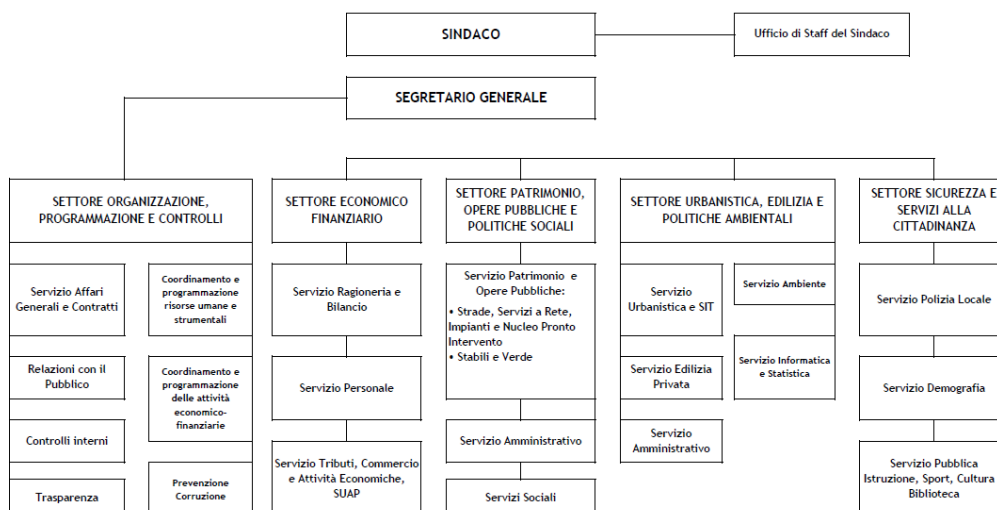 SINDACO
Ufficio di Staff del Sindaco
SEGRETARIO GENERALE
SETTORE ORGANIZZAZIONE,
PROGRAMMAZIONE E CONTROLLI
SETTORE ECONOMICO
FINANZIARIO
SETTORE PATRIMONIO,
OPERE PUBBLICHE E
POLITICHE SOCIALI
SETTORE URBANISTICA, EDILIZIA E
POLITICHE AMBIENTALI
SETTORE SICUREZZA E
SERVIZI ALLA
CITTADINANZA
Servizio Affari
Generali e Contratti
Relazioni con il
Pubblico
Controlli interni
Trasparenza
Coordinamento e
programmazione
risorse umane e
strumentali
Coordinamento e
programmazione
delle attività
economico-
finanziarie
Prevenzione
Corruzione
Servizio Ragioneria e
Bilancio
Servizio Personale
Servizio Tributi, Commercio
e Attività Economiche,
SUAP
Servizio Patrimonio e
Opere Pubbliche:
• Strade, Servizi a Rete,
Impianti e Nucleo Pronto
Intervento
• Stabili e Verde
Servizio Amministrativo
Servizi Sociali
Servizio
Urbanistica e SIT
Servizio Edilizia
Privata
Servizio
Amministrativo
Servizio Ambiente
Servizio Informatica
e Statistica
Servizio Polizia Locale
Servizio Demografia
Servizio Pubblica
Istruzione, Sport, Cultura
Biblioteca